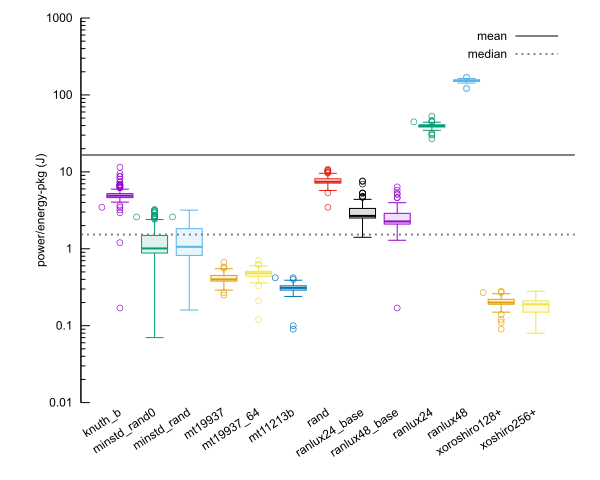 1000
100
10
1
0.1
0.01
power/energy-pkg (J)
mean
median
knuth_b
minstd_rand0
minstd_rand
mt19937
mt19937_64
mt11213b
rand
ranlux24_base
ranlux48_base
ranlux24
ranlux48
xoroshiro128+
xoshiro256+